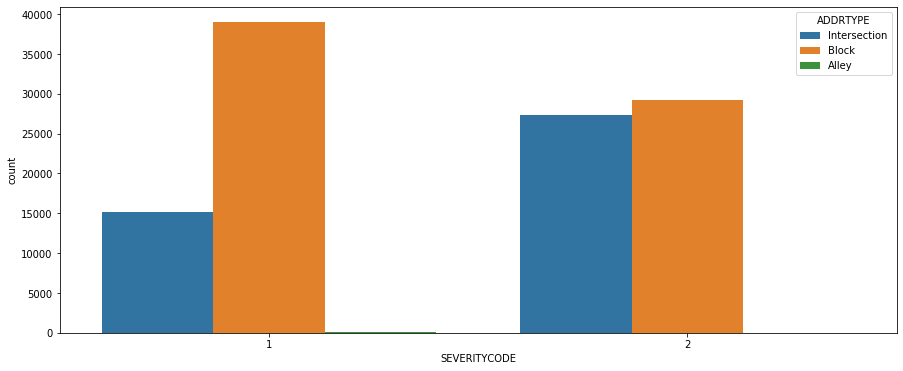 40000
35000
30000
25000
20000
15000
10000
5000
0
count
1
2
SEVERITYCODE
ADDRTYPE
Intersection
Block
Alley